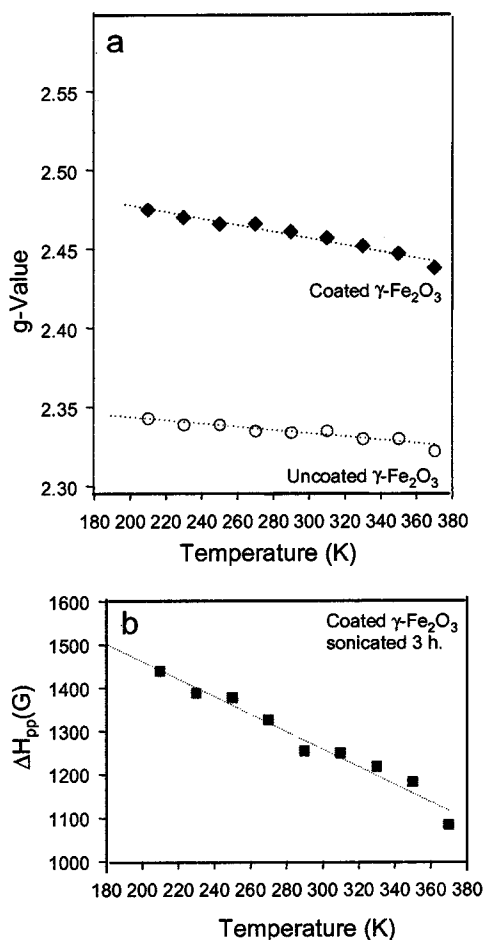 a
2.55
2.50
2.45
2.40
2.35
2.30
g-Value
Coated γ-Fe₂O₃
Uncoated γ-Fe₂O₃
180 200 220 240 260 280 300 320 340 360 380
Temperature (K)
b
Coated γ-Fe₂O₃
sonicated 3 h.
1600
1500
1400
1300
1200
1100
1000
ΔHpp(G)
180 200 220 240 260 280 300 320 340 360 380
Temperature (K)